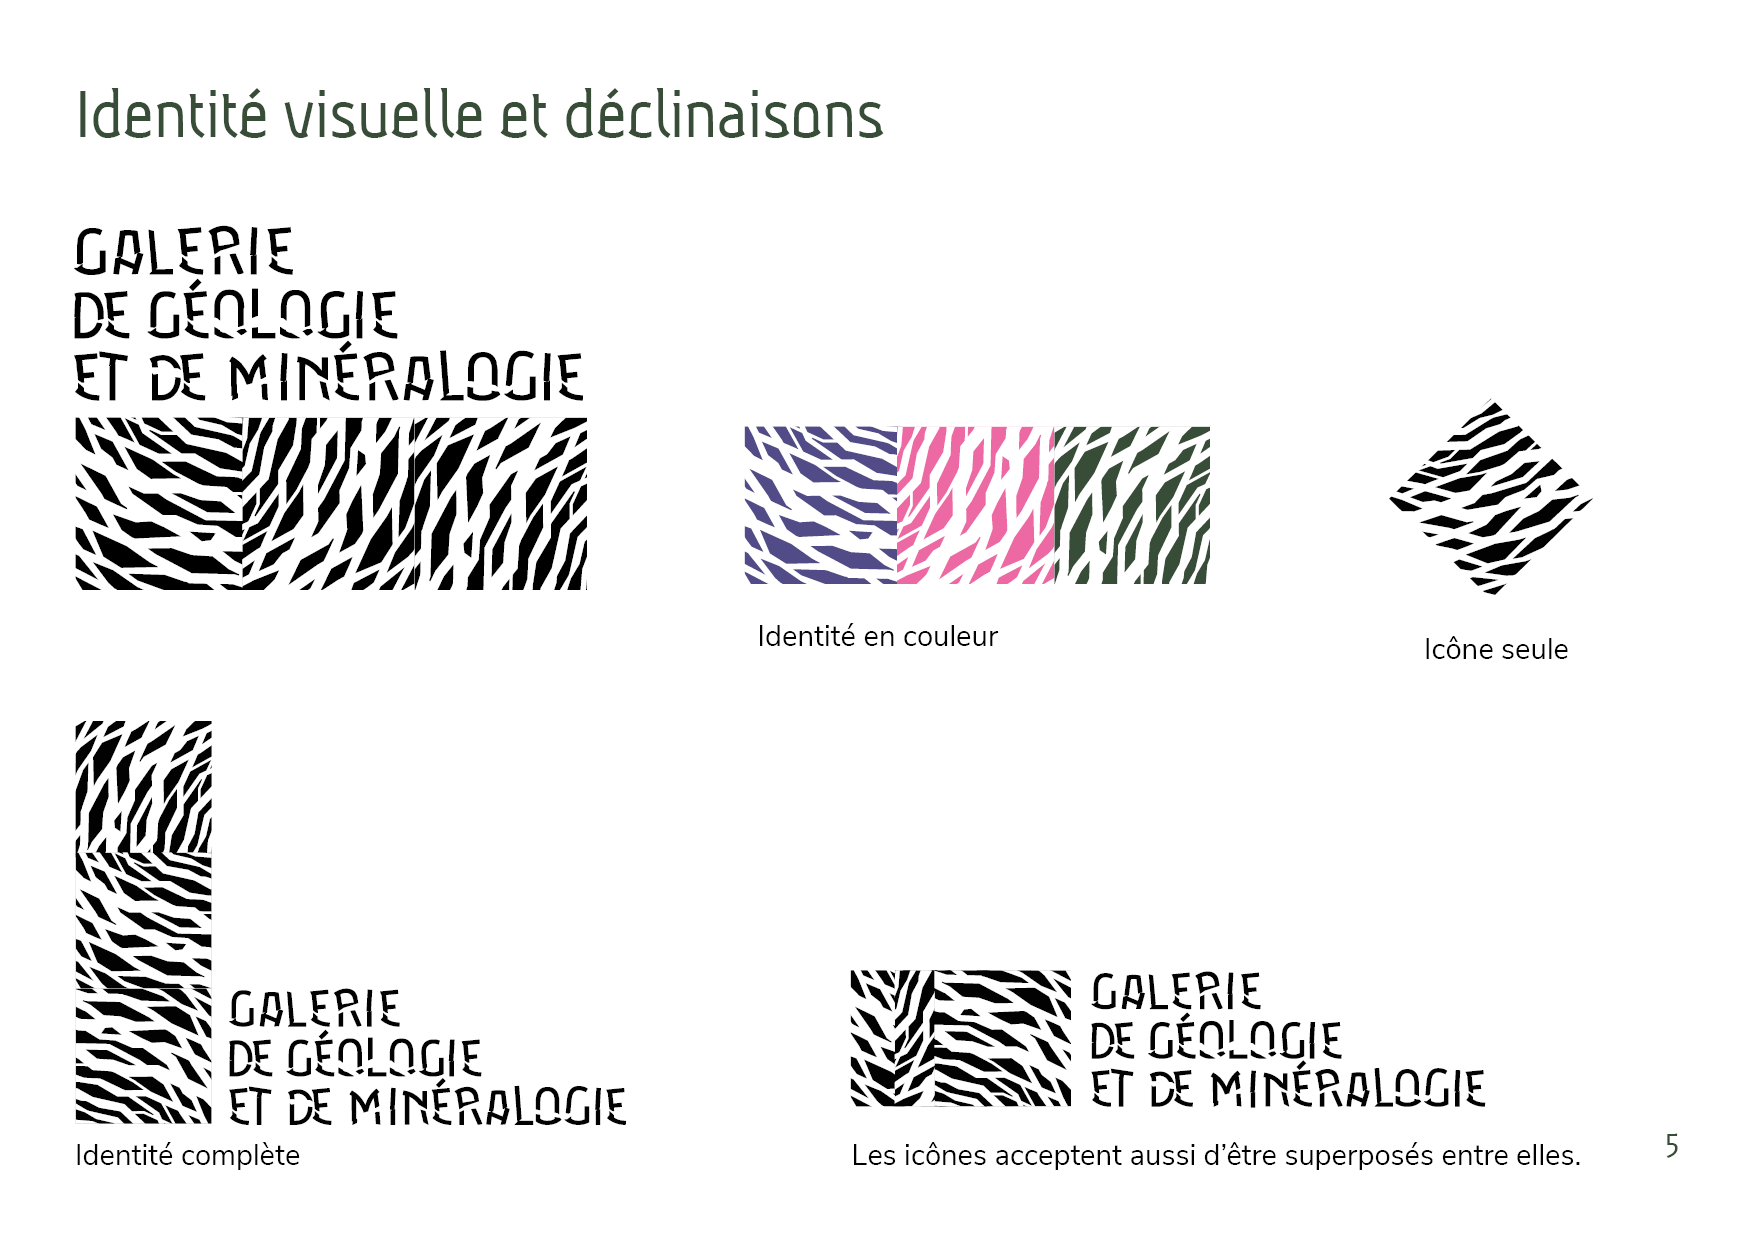 Identité visuelle et déclinaisons
GALERIE
DE GÉOLOGIE
ET DE MINÉRALOGIE
Identité en couleur
Icône seule
GALERIE
DE GÉOLOGIE
ET DE MINÉRALOGIE
Identité complète
GALERIE
DE GÉOLOGIE
ET DE MINÉRALOGIE
Les icônes acceptent aussi d’être superposés entre elles.
5